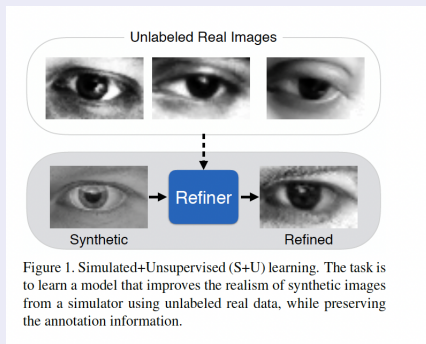 Unlabeled Real Images
Refiner
Synthetic
Refined
Figure 1. Simulated+Unsupervised (S+U) learning. The task is
to learn a model that improves the realism of synthetic images
from a simulator using unlabeled real data, while preserving
the annotation information.